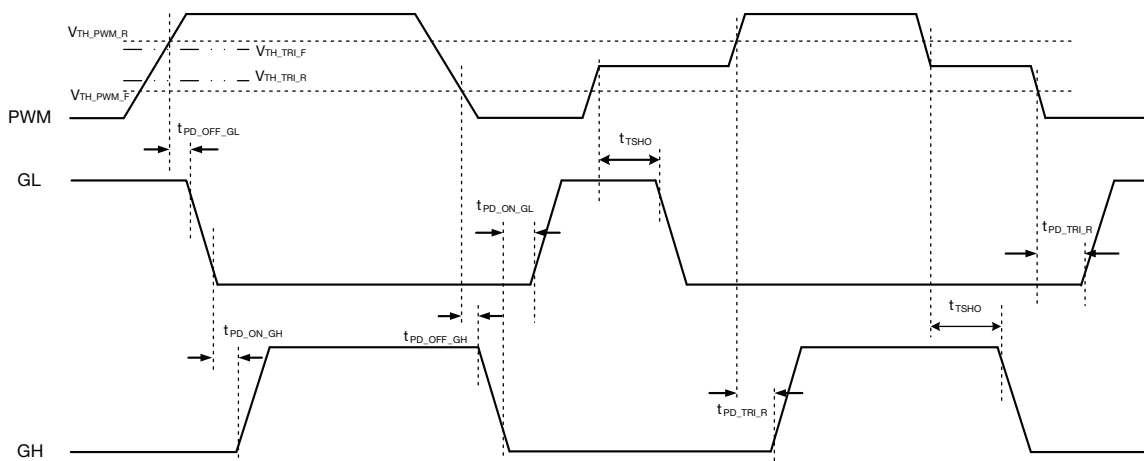 VTH_PWM_R
VTH_TRI_F
VTH_TRI_R
VTH_PWM_F
PWM
tPD_OFF_GL
tTSHO
GL
tPD_ON_GL
tPD_TRI_R
tTSHO
tPD_ON_GH
tPD_OFF_GH
tPD_TRI_R
GH